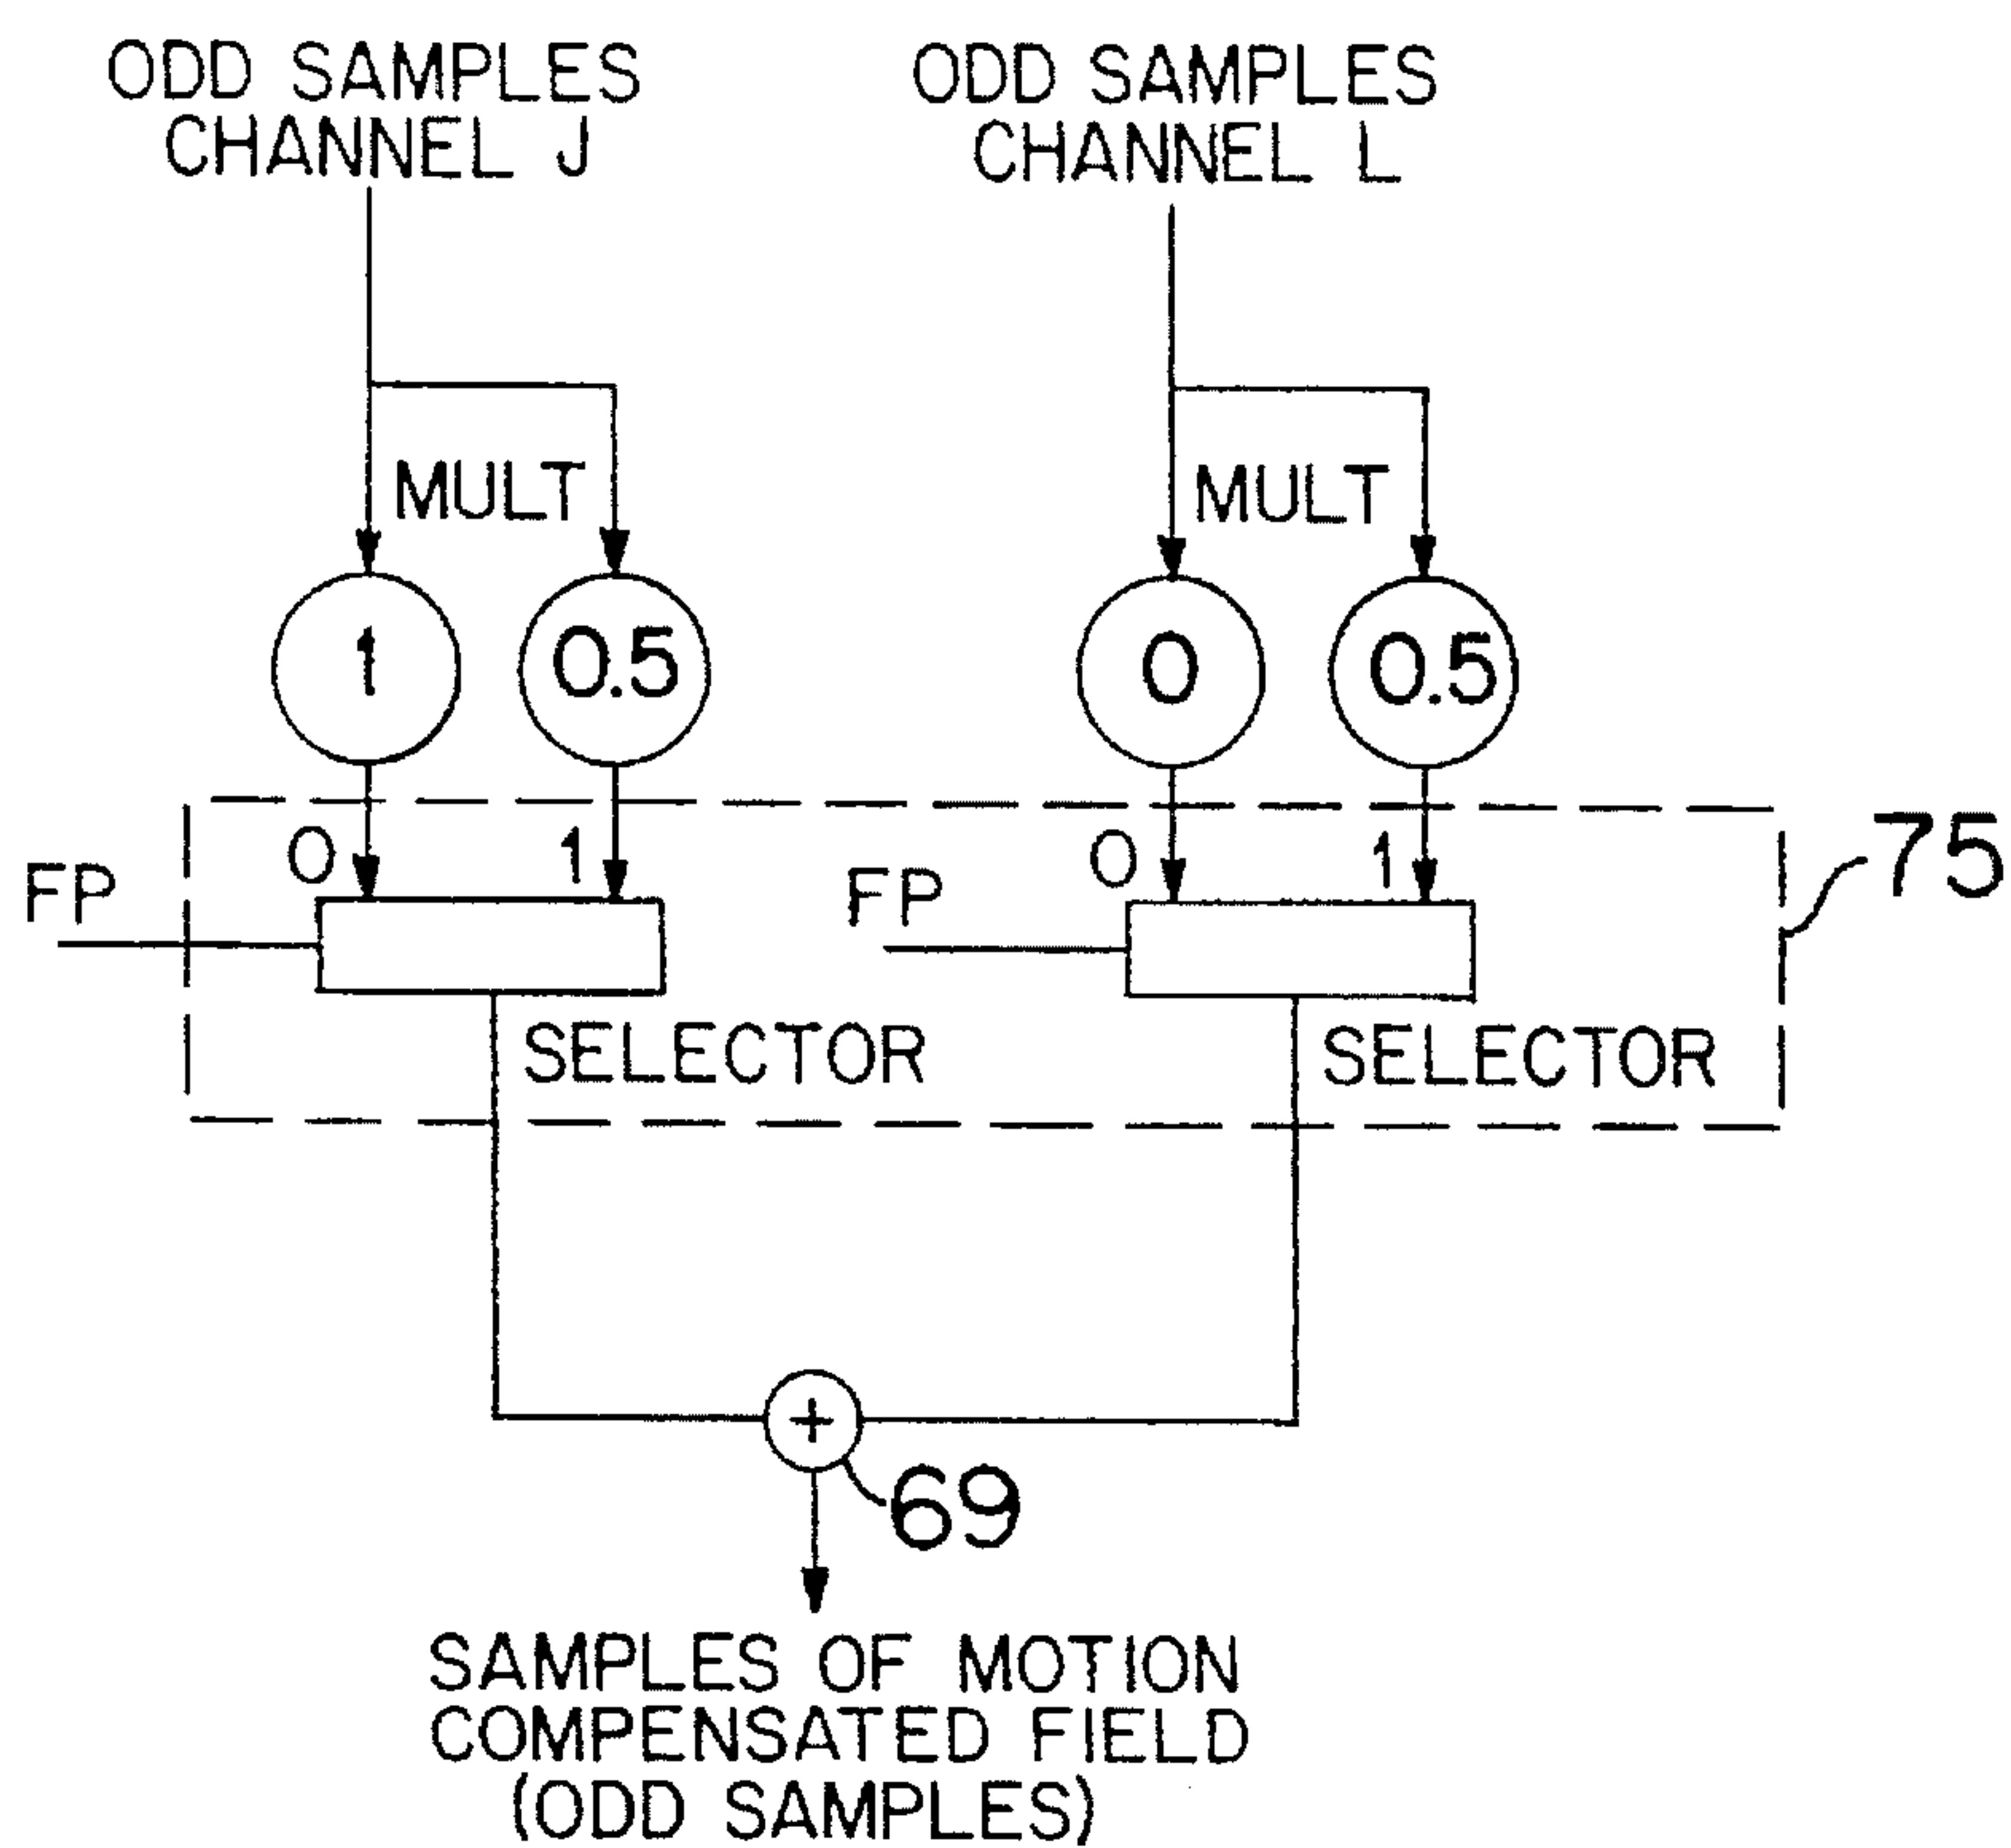 ODD SAMPLES
CHANNEL J
ODD SAMPLES
CHANNEL L
MULT
MULT
1
0.5
0
0.5
0
1
0
1
FP
FP
75
SELECTOR
SELECTOR
+
69
SAMPLES OF MOTION
COMPENSATED FIELD
(ODD SAMPLES)